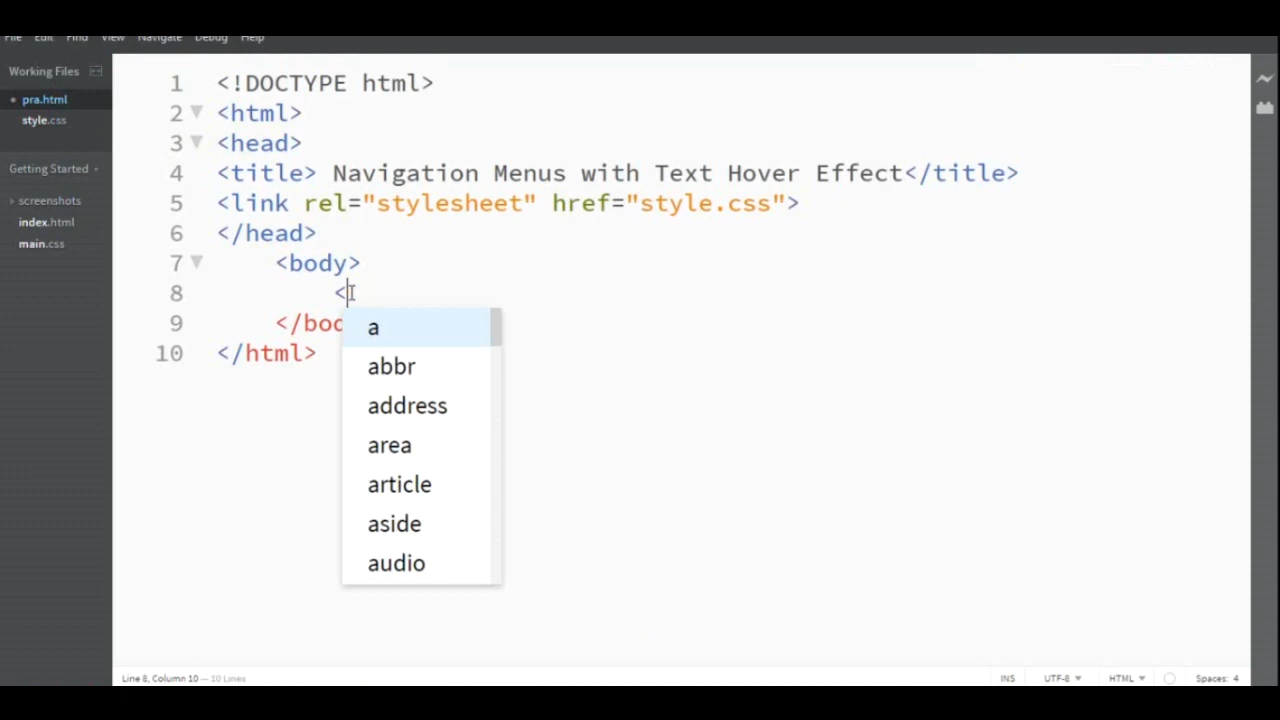 File Edit Find View Navigate Debug Help
Working Files
pra.html
style.css
Getting Started
screenshots
index.html
main.css
1 <!DOCTYPE html>
2 <html>
3 <head>
4 <title> Navigation Menus with Text Hover Effect</title>
5 <link rel="stylesheet" href="style.css">
6 </head>
7 <body>
8 <
9 </bod
10 </html>
a
abbr
address
area
article
aside
audio
Line 8, Column 10 — 10 Lines
INS UTF-8 HTML Spaces: 4